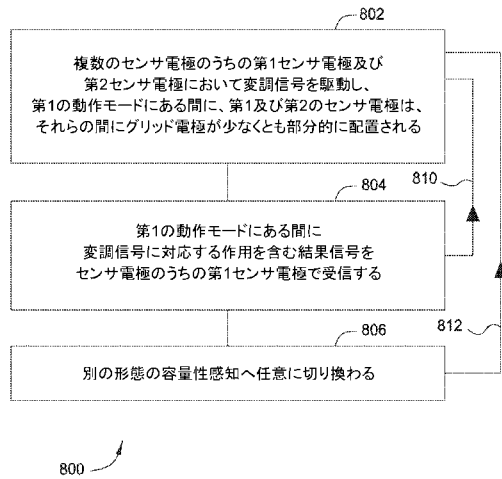 802
複数のセンサ電極のうちの第1センサ電極及び
第2センサ電極において変調信号を駆動し、
第1の動作モードにある間に、第1及び第2のセンサ電極は、
それらの間にグリッド電極が少なくとも部分的に配置される
804
810
第1の動作モードにある間に
変調信号に対応する作用を含む結果信号を
センサ電極のうちの第1センサ電極で受信する
806
812
別の形態の容量性感知へ任意に切り換わる
800